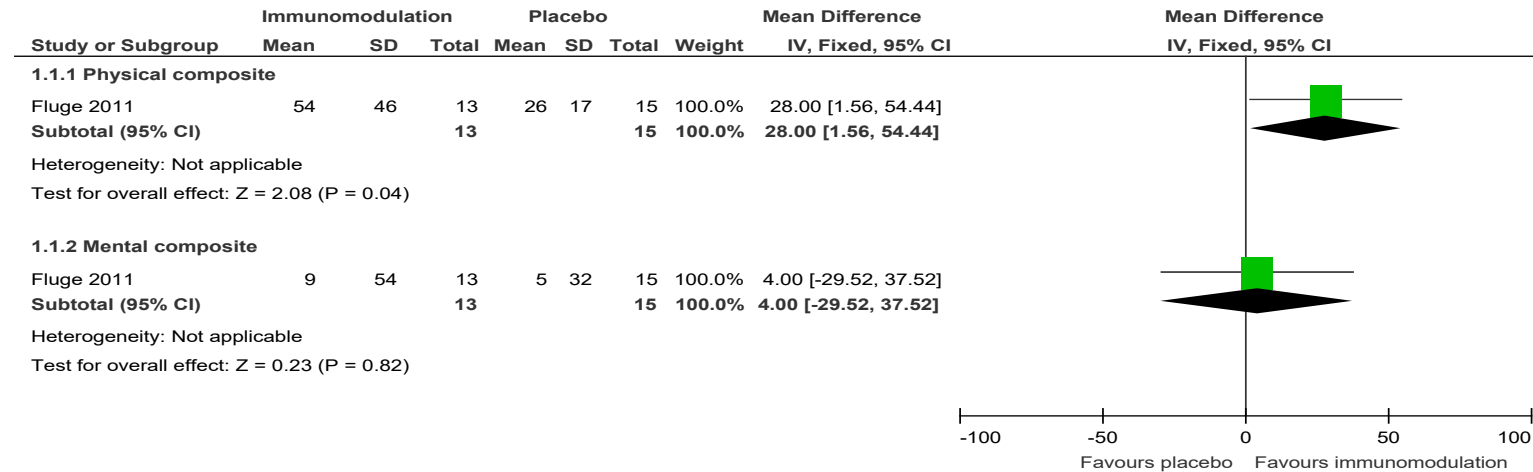 Immunomodulation Placebo Mean Difference Mean Difference
Study or Subgroup Mean SD Total Mean SD Total Weight IV, Fixed, 95% CI IV, Fixed, 95% CI
1.1.1 Physical composite
Fluge 2011 54 46 13 26 17 15 100.0% 28.00 [1.56, 54.44]
Subtotal (95% CI) 13 15 100.0% 28.00 [1.56, 54.44]
Heterogeneity: Not applicable
Test for overall effect: Z = 2.08 (P = 0.04)
1.1.2 Mental composite
Fluge 2011 9 54 13 5 32 15 100.0% 4.00 [-29.52, 37.52]
Subtotal (95% CI) 13 15 100.0% 4.00 [-29.52, 37.52]
Heterogeneity: Not applicable
Test for overall effect: Z = 0.23 (P = 0.82)
-100 -50 0 50 100
Favours placebo Favours immunomodulation